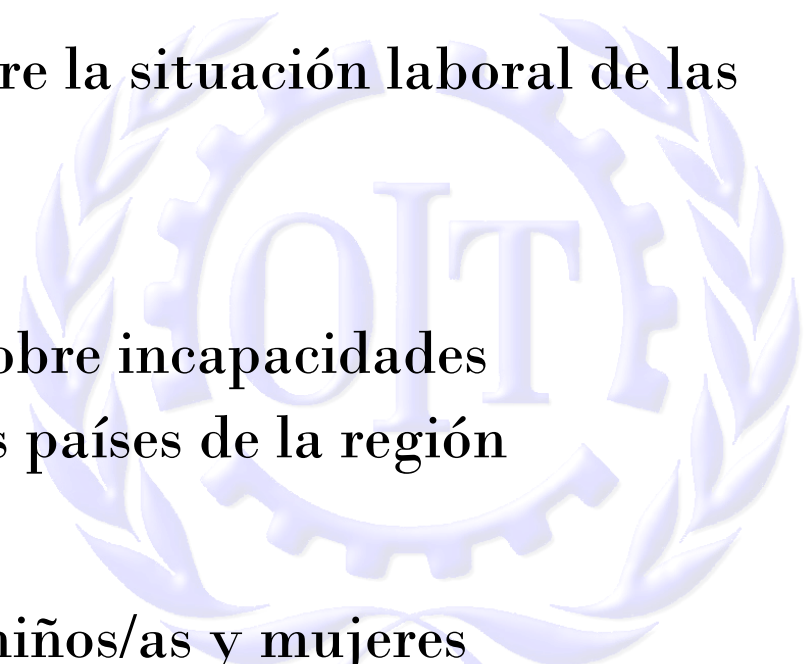 re la situación laboral de las
OIT
obre incapacidades
s países de la región
niños/as y mujeres